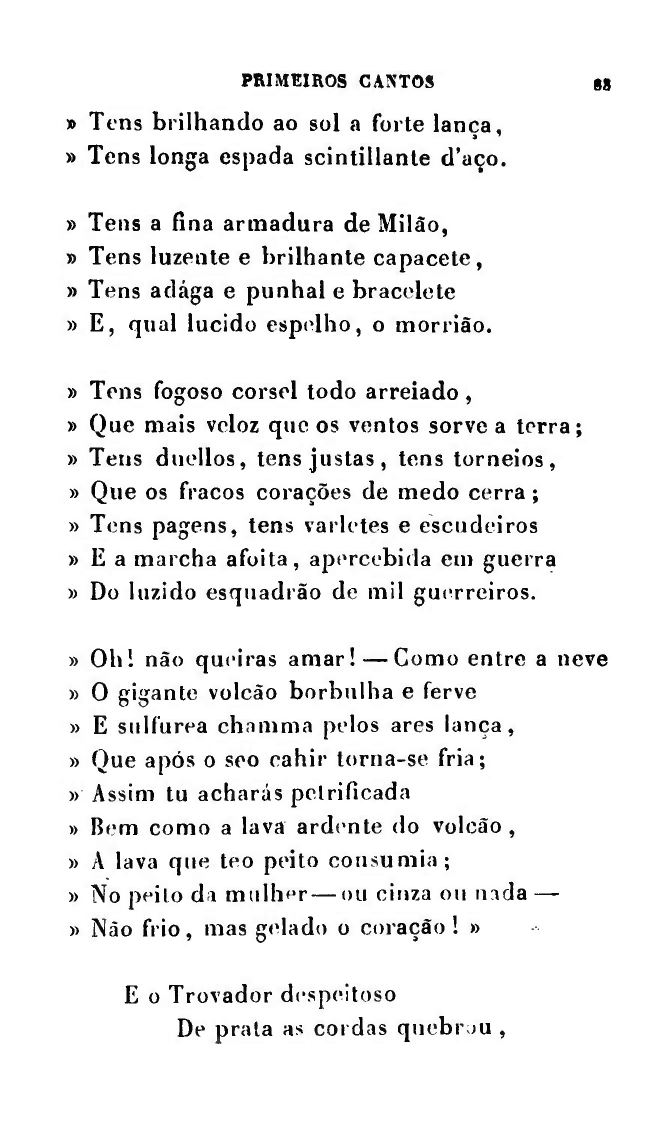 PRIMEIROS CANTOS 83
» Tens brilhando ao sol a forte lança,
» Tens longa espada scintillante d'aço.
» Tens a fina armadura de Milão,
» Tens luzente e brilhante capacete,
» Tens adága e punhal e bracelete
» E, qual lucido espelho, o morrião.
» Tens fogoso corsel todo arreiado,
» Que mais veloz que os ventos sorve a terra;
» Tens duellos, tens justas, tens torneios,
» Que os fracos corações de medo cerra;
» Tens pagens, tens varletes e escudeiros
» E a marcha afoita, apercebida em guerra
» Do luzido esquadrão de mil guerreiros.
» Oh! não queiras amar! — Como entre a neve
» O gigante volcão borbulha e ferve
» E sulfurea chamma pelos ares lança,
» Que após o seo cahir torna-se fria;
» Assim tu acharás petrificada
» Bem como a lava ardente do volcão,
» A lava que teo peito consumia;
» No peito da mulher — ou cinza ou nada —
» Não frio, mas gelado o coração! »
E o Trovador despeitoso
De prata as cordas quebrou,